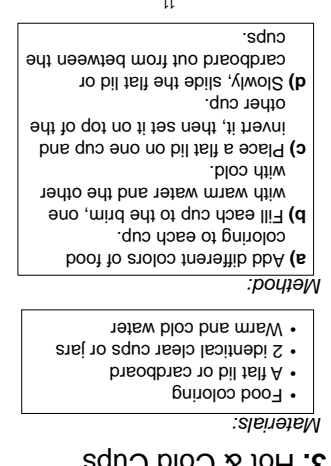 3. Hot & Cold Cups
Materials:
• Food coloring
• A flat lid or cardboard
• 2 identical clear cups or jars
• Warm and cold water
Method:
a) Add different colors of food
coloring to each cup.
b) Fill each cup to the brim, one
with warm water and the other
with cold.
c) Place a flat lid on one cup and
invert it, then set it on top of the
other cup.
d) Slowly, slide the flat lid or
cardboard out from between the
cups.
11